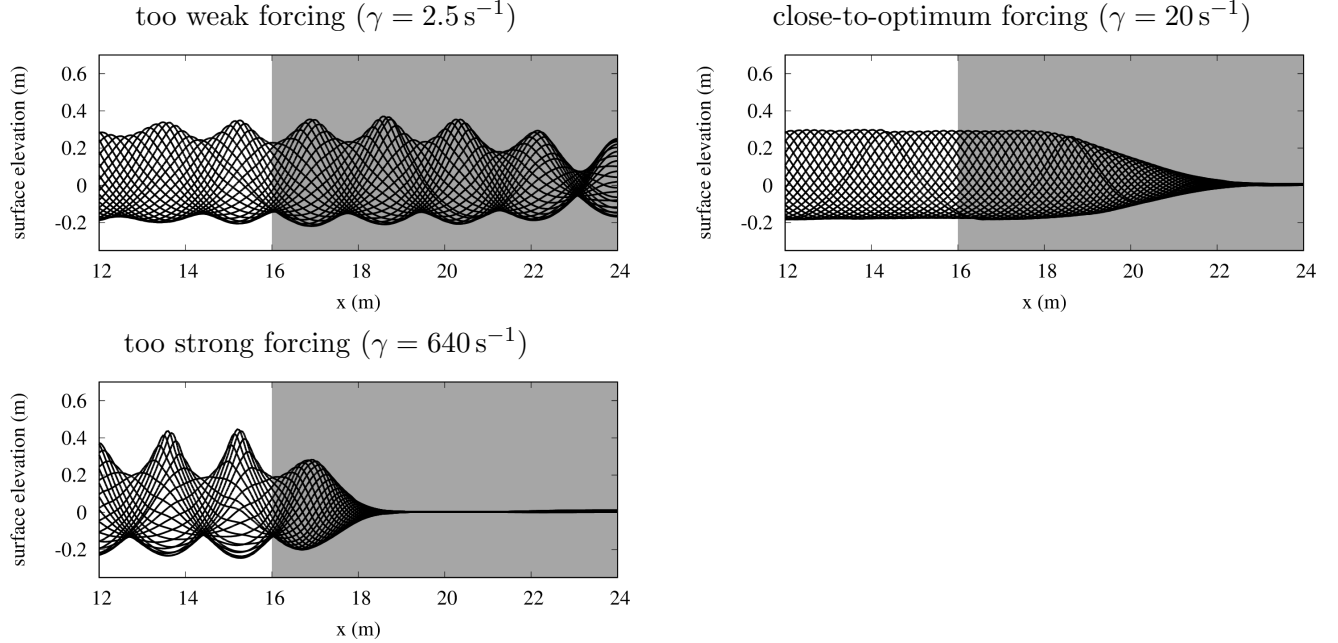 too weak forcing (γ = 2.5 s⁻¹)
surface elevation (m)
0.6
0.4
0.2
0
-0.2
12 14 16 18 20 22 24
x (m)
close-to-optimum forcing (γ = 20 s⁻¹)
surface elevation (m)
0.6
0.4
0.2
0
-0.2
12 14 16 18 20 22 24
x (m)
too strong forcing (γ = 640 s⁻¹)
surface elevation (m)
0.6
0.4
0.2
0
-0.2
12 14 16 18 20 22 24
x (m)